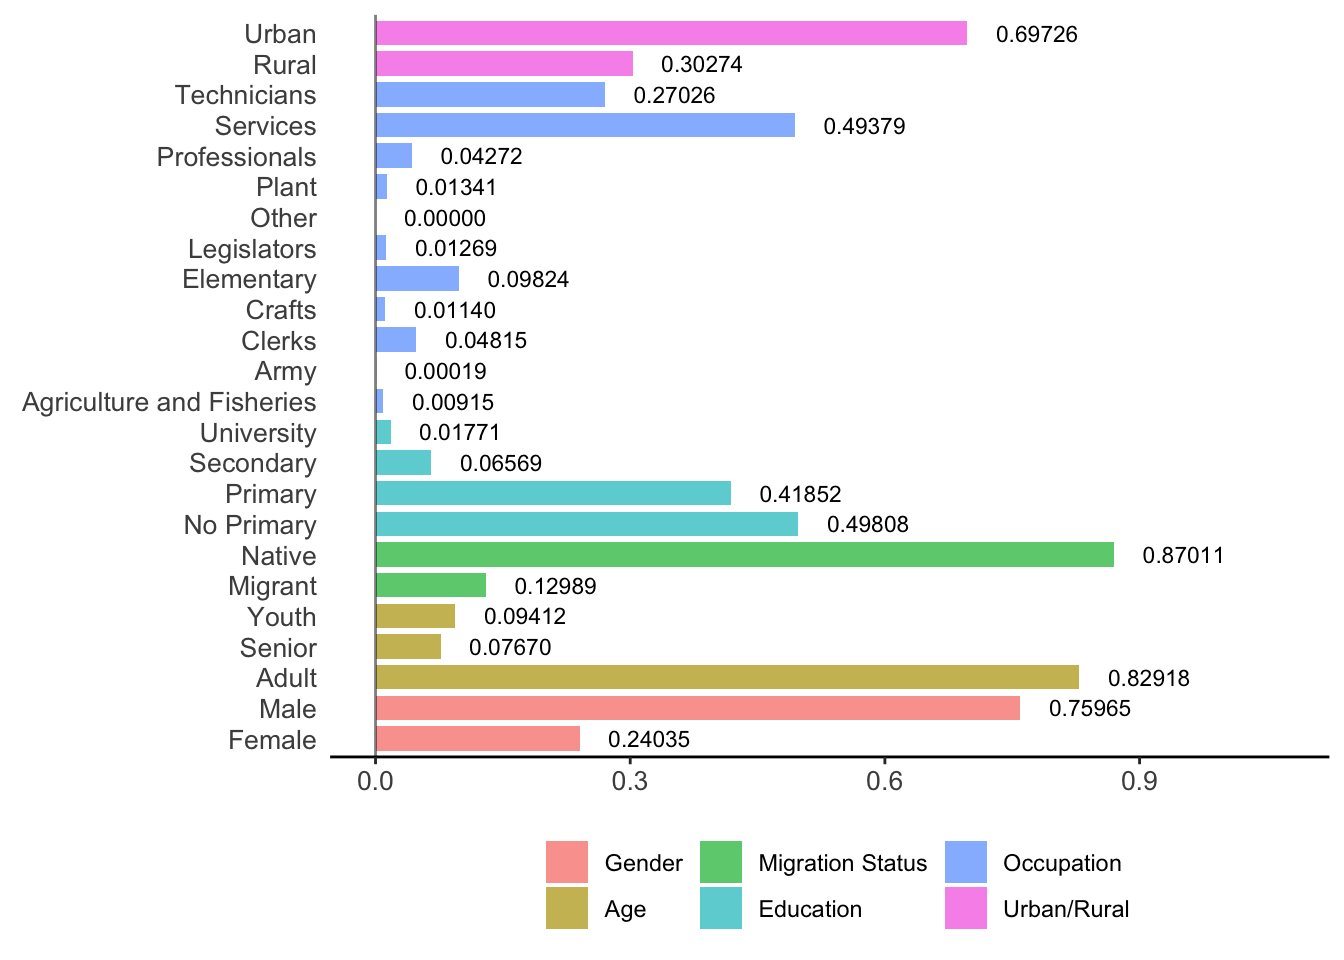 Urban 0.69726
Rural 0.30274
Technicians 0.27026
Services 0.49379
Professionals 0.04272
Plant 0.01341
Other 0.00000
Legislators 0.01269
Elementary 0.09824
Crafts 0.01140
Clerks 0.04815
Army 0.00019
Agriculture and Fisheries 0.00915
University 0.01771
Secondary 0.06569
Primary 0.41852
No Primary 0.49808
Native 0.87011
Migrant 0.12989
Youth 0.09412
Senior 0.07670
Adult 0.82918
Male 0.75965
Female 0.24035
0.0 0.3 0.6 0.9
Gender Migration Status Occupation
Age Education Urban/Rural